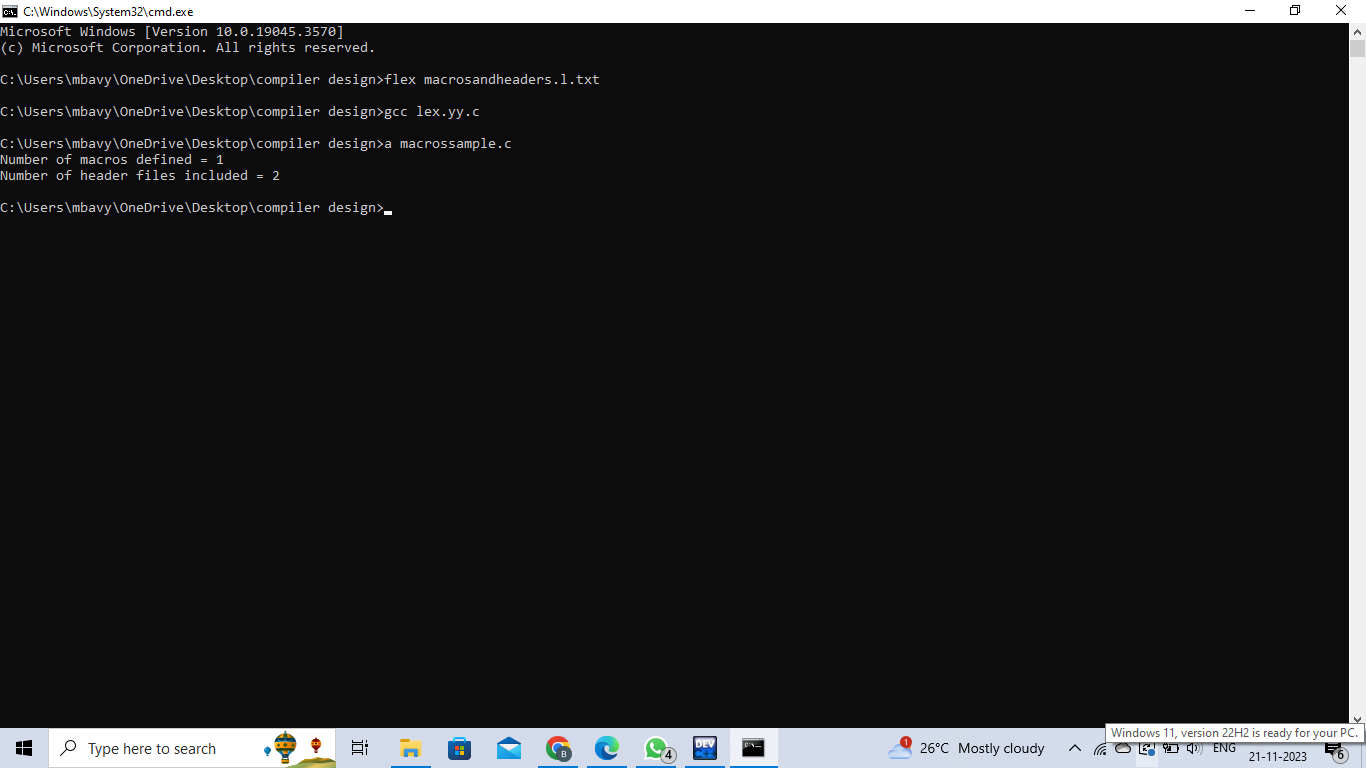 C:\Windows\System32\cmd.exe
Microsoft Windows [Version 10.0.19045.3570]
(c) Microsoft Corporation. All rights reserved.
C:\Users\mbavy\OneDrive\Desktop\compiler design>flex macrosandheaders.l.txt
C:\Users\mbavy\OneDrive\Desktop\compiler design>gcc lex.yy.c
C:\Users\mbavy\OneDrive\Desktop\compiler design>a macrossample.c
Number of macros defined = 1
Number of header files included = 2
C:\Users\mbavy\OneDrive\Desktop\compiler design>
Windows 11, version 22H2 is ready for your PC.
Type here to search
B
4
DEV
1
26°C Mostly cloudy
ENG
21-11-2023
6